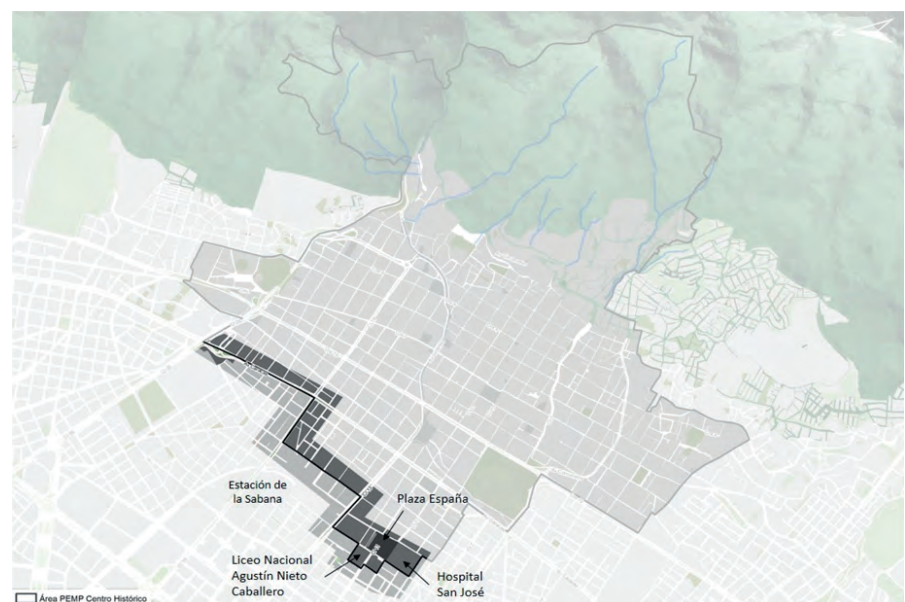 Estación de
la Sabana
Plaza España
Liceo Nacional
Agustín Nieto
Caballero
Hospital
San José
Área PEMP Centro Histórico